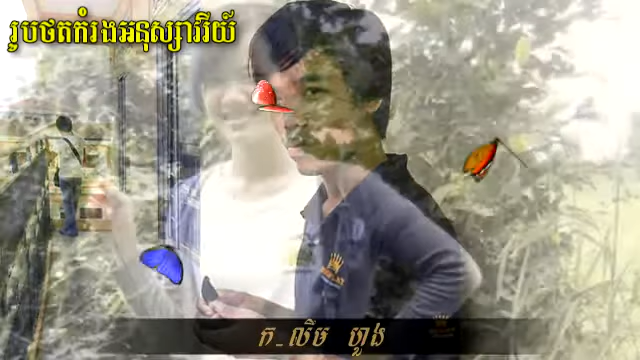 រូបថតកំរងអនុស្សាវរីយ៍
ក_លឹម ហួង